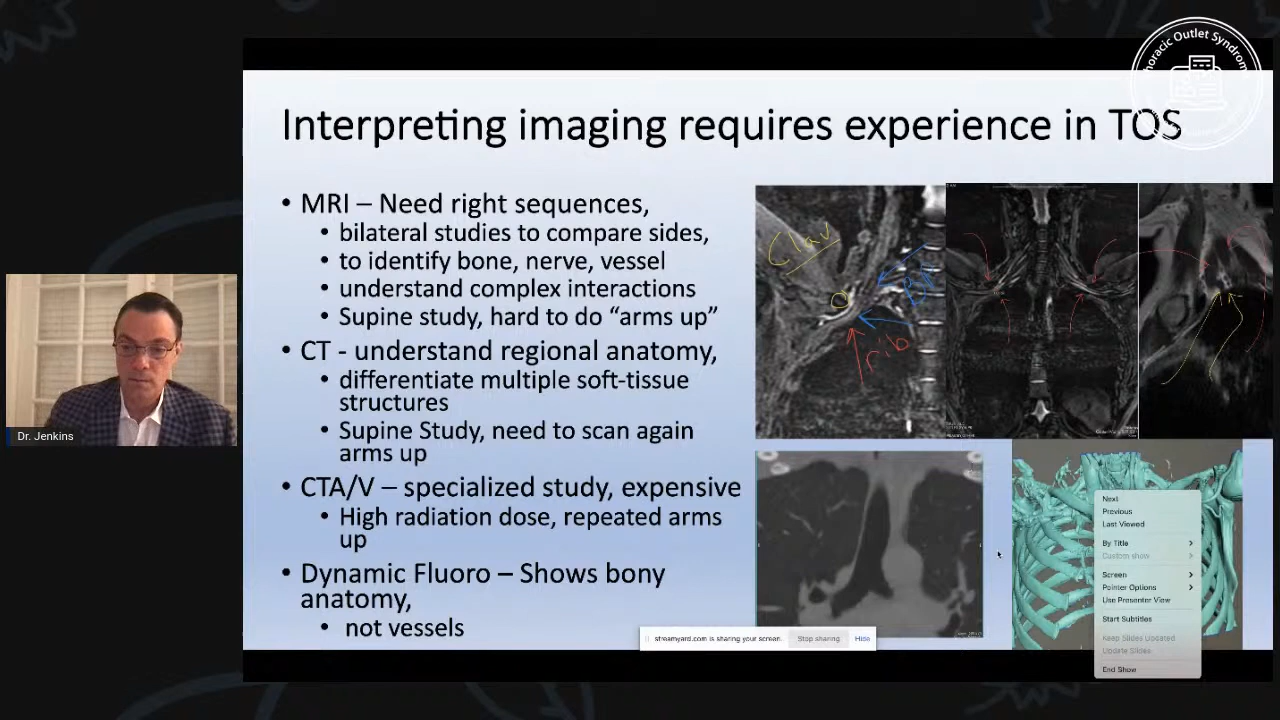 Thoracic Outlet Syndrome
Interpreting imaging requires experience in TOS
• MRI – Need right sequences,
• bilateral studies to compare sides,
• to identify bone, nerve, vessel
• understand complex interactions
• Supine study, hard to do “arms up”
• CT - understand regional anatomy,
• differentiate multiple soft-tissue
structures
• Supine Study, need to scan again
arms up
• CTA/V – specialized study, expensive
• High radiation dose, repeated arms
up
• Dynamic Fluoro – Shows bony
anatomy,
• not vessels
Clav
rib
Dr. Jenkins
Next
Previous
Last Viewed
By Title
Custom show
Screen
Pointer Options
Use Presenter View
Start Subtitles
Keep Slides Updated
Update Slides
End Show
streamyard.com is sharing your screen.
Stop sharing
Hide